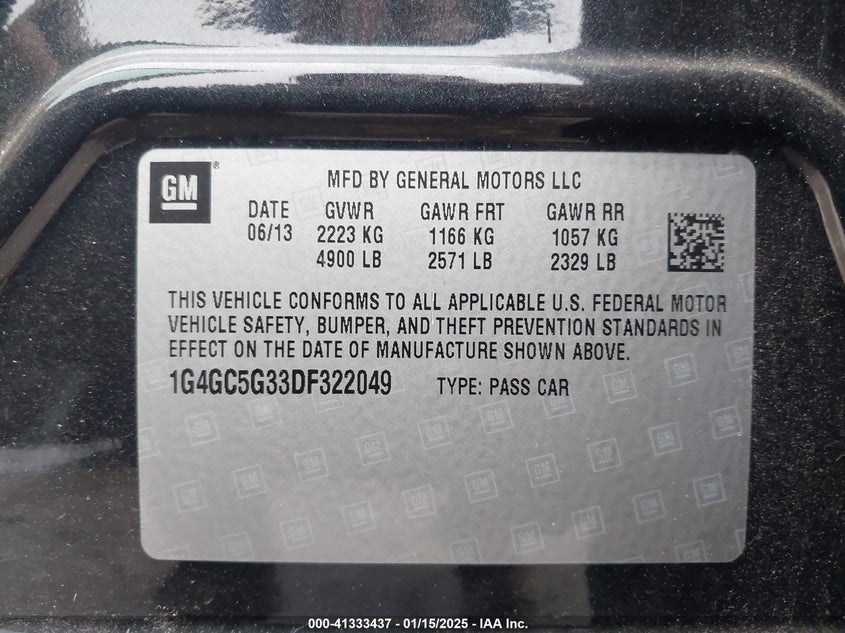 GM®
MFD BY GENERAL MOTORS LLC
DATE GVWR GAWR FRT GAWR RR
06/13 2223 KG 1166 KG 1057 KG
4900 LB 2571 LB 2329 LB
THIS VEHICLE CONFORMS TO ALL APPLICABLE U.S. FEDERAL MOTOR
VEHICLE SAFETY, BUMPER, AND THEFT PREVENTION STANDARDS IN
EFFECT ON THE DATE OF MANUFACTURE SHOWN ABOVE.
1G4GC5G33DF322049 TYPE: PASS CAR
000-41333437 - 01/15/2025 - IAA Inc.